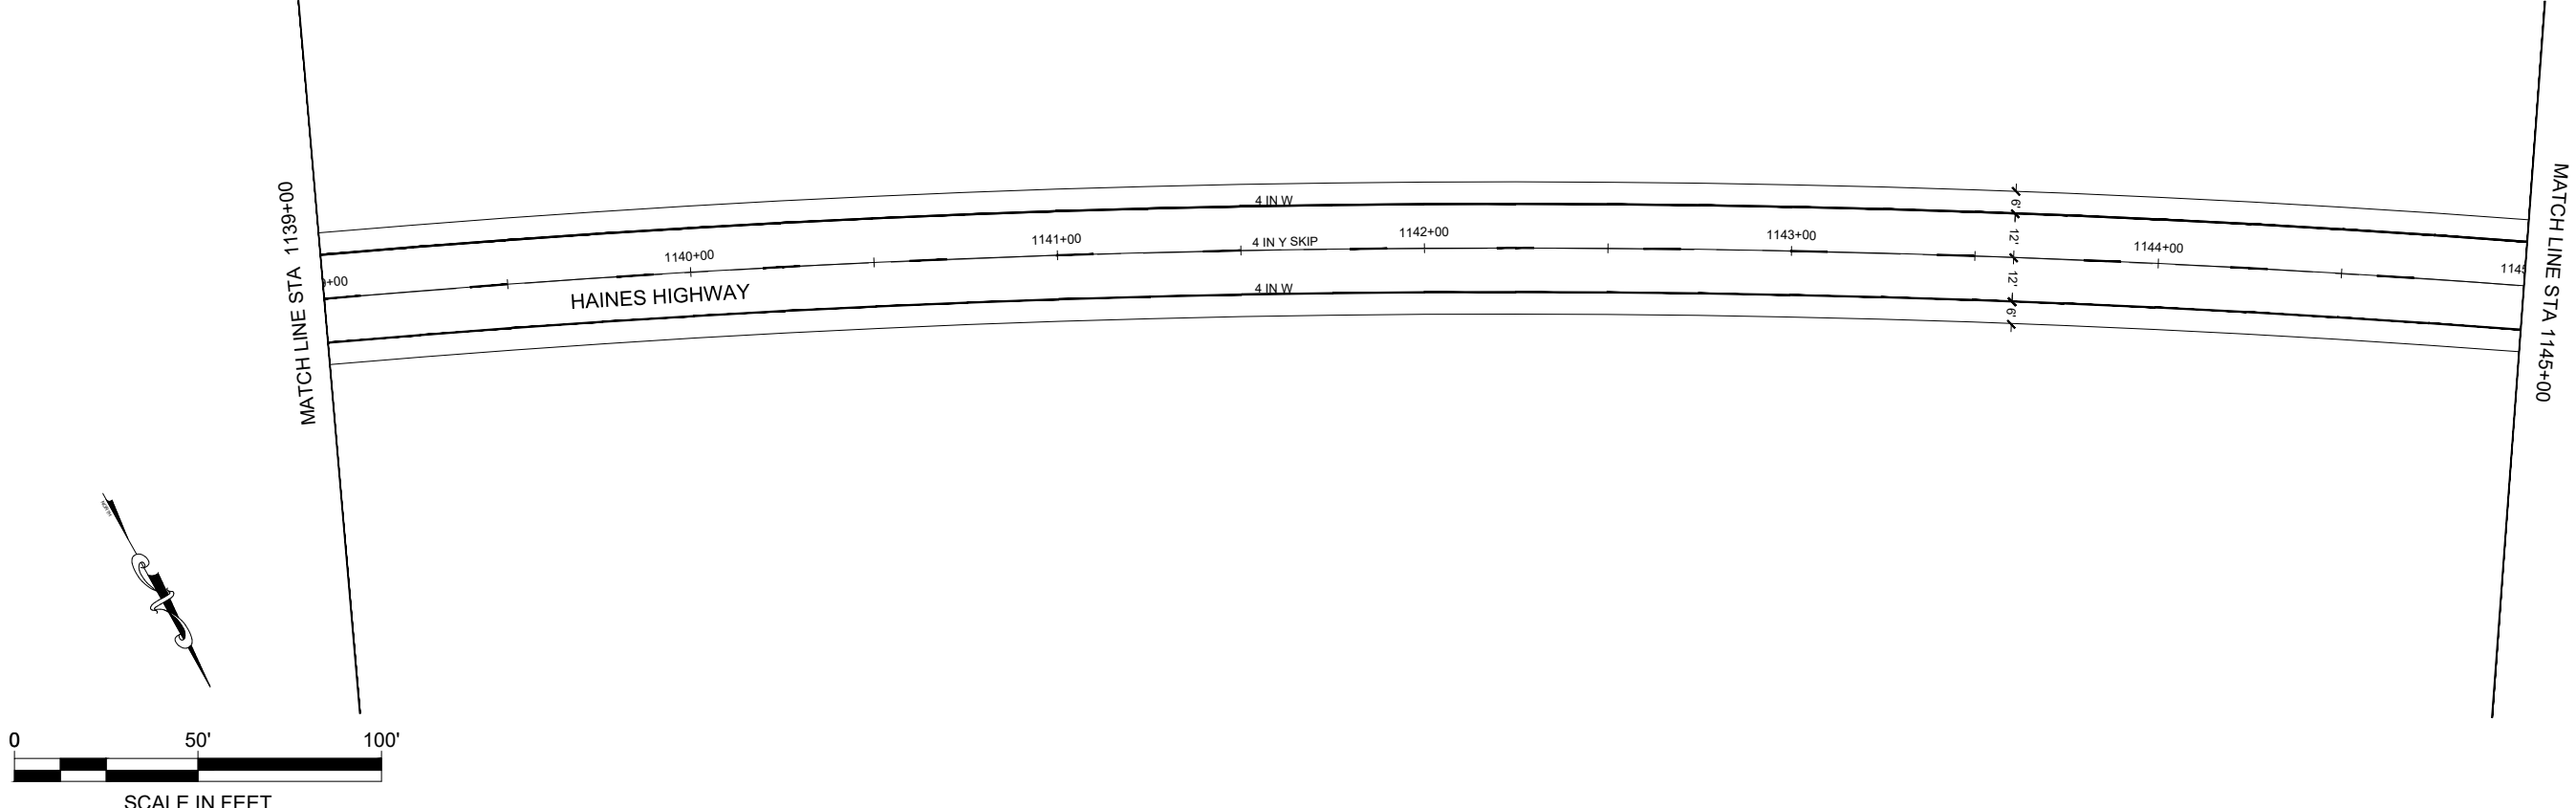 MATCH LINE STA 1139+00
MATCH LINE STA 1145+00
4 IN W
6'
12'
4 IN Y SKIP
1140+00
1141+00
1142+00
1143+00
1144+00
1145
+00
HAINES HIGHWAY
12'
4 IN W
6'
NORTH
0 50' 100'
SCALE IN FEET